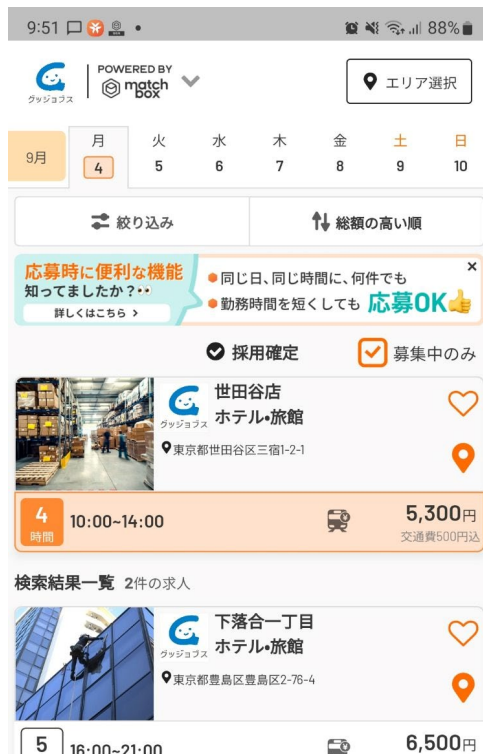 9:51
88%
グッジョブス
POWERED BY
match
box
エリア選択
9月
月 火 水 木 金 土 日
4 5 6 7 8 9 10
絞り込み
総額の高い順
応募時に便利な機能
知ってましたか？
詳しくはこちら >
●同じ日、同じ時間に、何件でも
●勤務時間を短くしても 応募OK
×
採用確定
募集中のみ
グッジョブス
世田谷店
ホテル•旅館
東京都世田谷区三宿1-2-1
4
時間
10:00~14:00
5,300円
交通費500円込
検索結果一覧 2件の求人
グッジョブス
下落合一丁目
ホテル•旅館
東京都豊島区豊島区2-76-4
5
16:00~21:00
6,500円